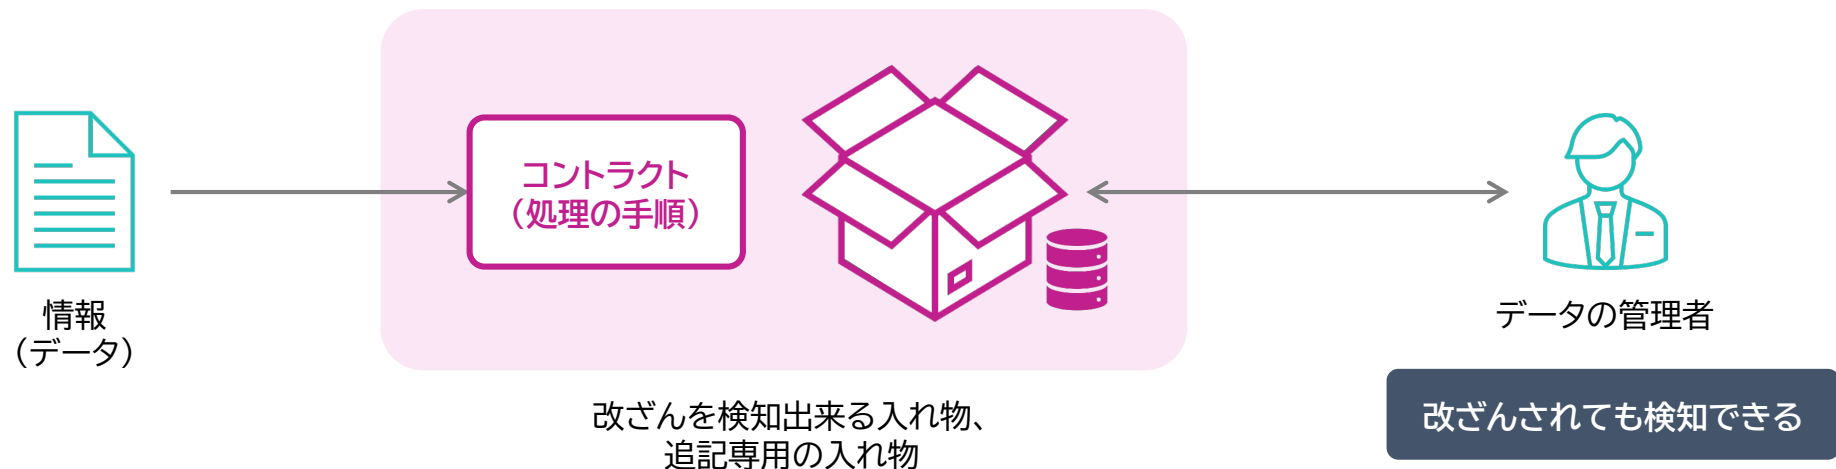 情報
（データ）
コントラクト
（処理の手順）
改ざんを検知出来る入れ物、
追記専用の入れ物
データの管理者
改ざんされても検知できる